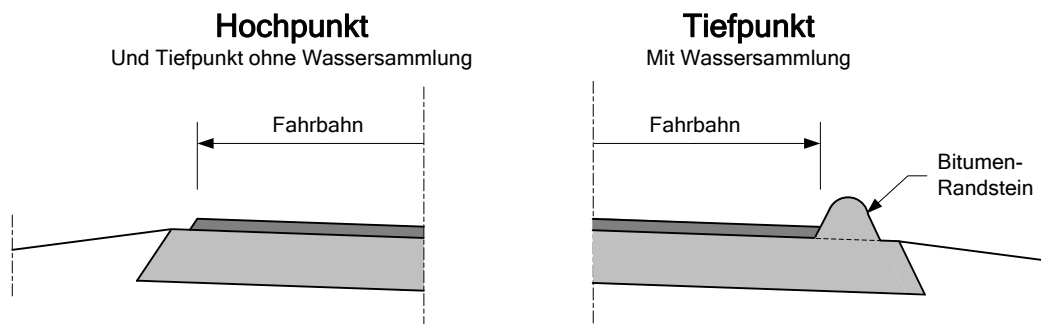 Hochpunkt
Und Tiefpunkt ohne Wassersammlung
Fahrbahn
Tiefpunkt
Mit Wassersammlung
Fahrbahn
Bitumen-
Randstein